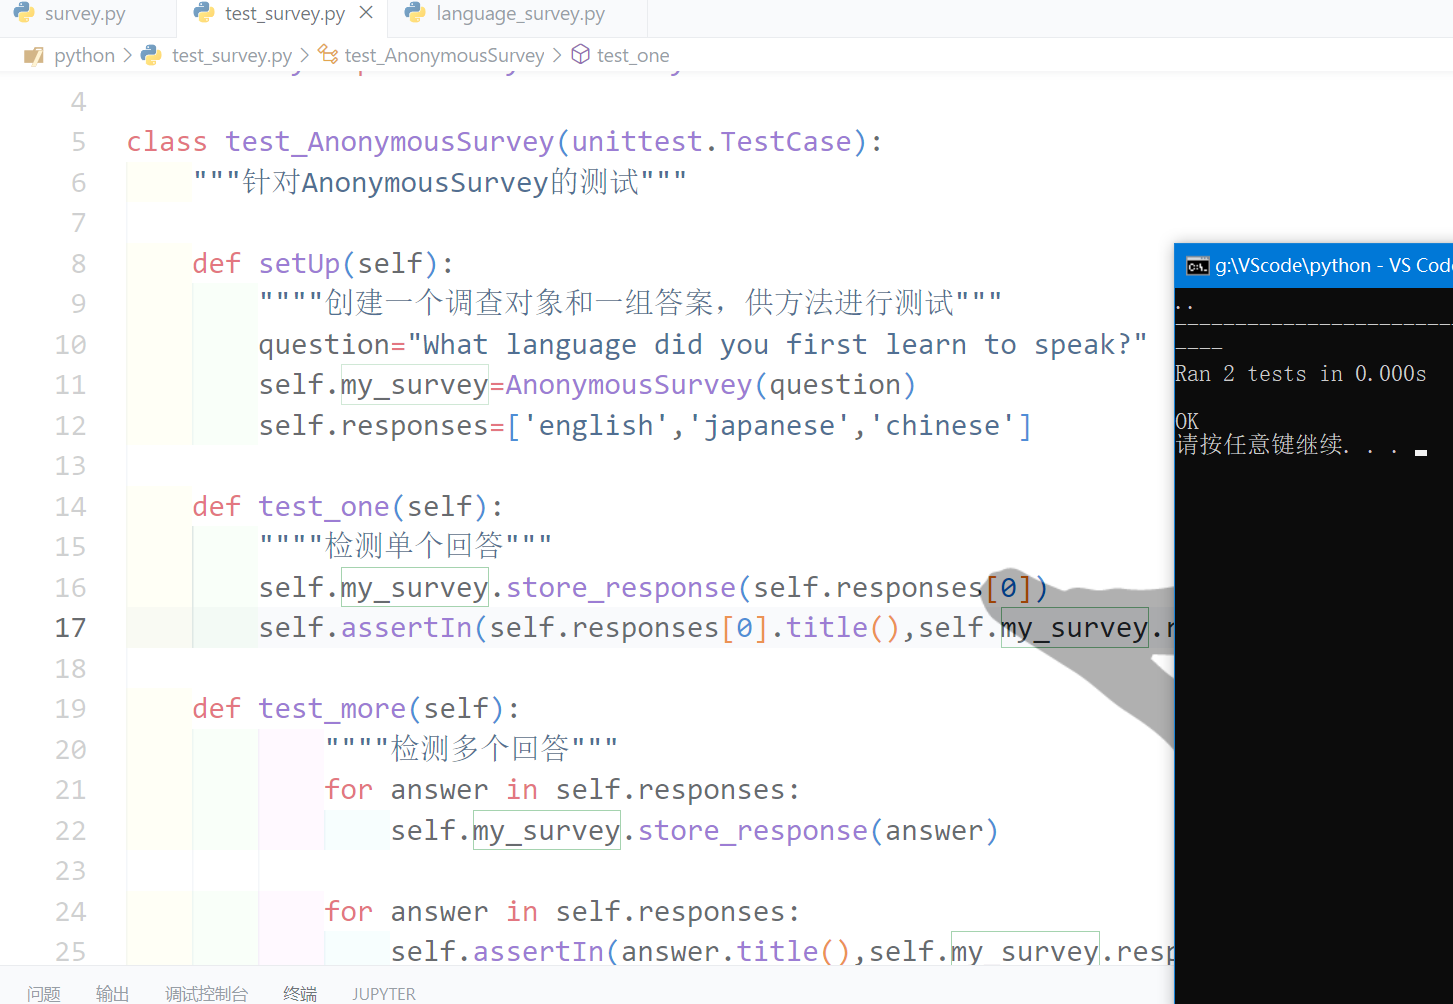 survey.py test_survey.py language_survey.py
python test_survey.py test_AnonymousSurvey test_one
4
5 class test_AnonymousSurvey(unittest.TestCase):
6 """针对AnonymousSurvey的测试"""
7
8 def setUp(self):
9 """"创建一个调查对象和一组答案，供方法进行测试"""
10 question="What language did you first learn to speak?"
11 self.my_survey=AnonymousSurvey(question)
12 self.responses=['english','japanese','chinese']
13
14 def test_one(self):
15 """"检测单个回答"""
16 self.my_survey.store_response(self.responses[0])
17 self.assertIn(self.responses[0].title(),self.my_survey.r
18
19 def test_more(self):
20 """"检测多个回答"""
21 for answer in self.responses:
22 self.my_survey.store_response(answer)
23
24 for answer in self.responses:
25 self.assertIn(answer.title(),self.my_survey.resp
问题 输出 调试控制台 终端 JUPYTER
g:\VScode\python - VS Cod
..
----------------------
----
Ran 2 tests in 0.000s
OK
请按任意键继续. . .